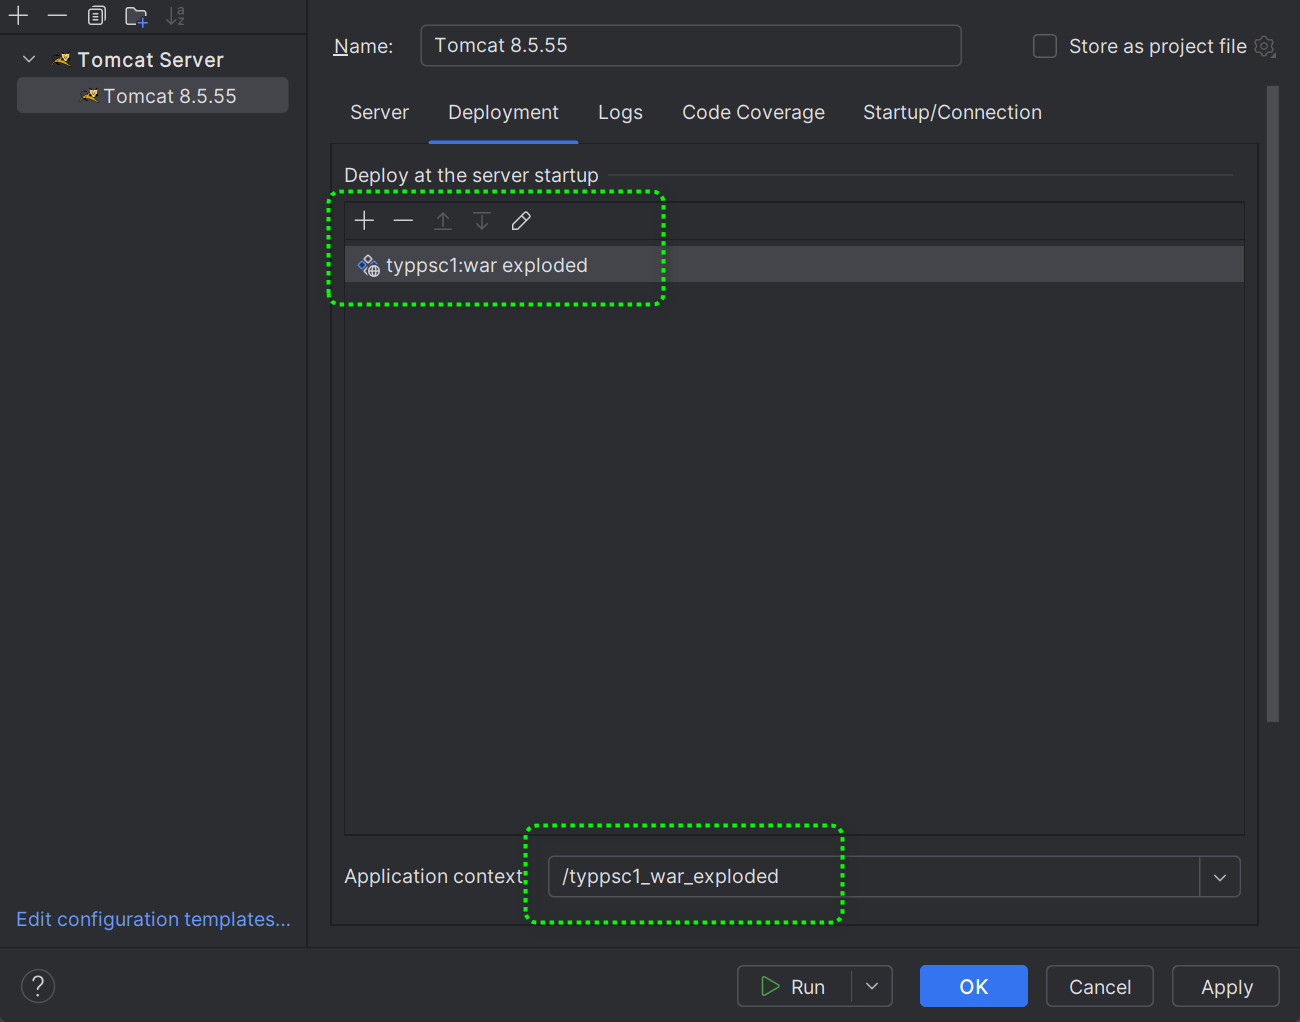 Tomcat Server
Tomcat 8.5.55
Edit configuration templates...
Name: Tomcat 8.5.55 Store as project file
Server Deployment Logs Code Coverage Startup/Connection
Deploy at the server startup
typpsc1:war exploded
Application context /typpsc1_war_exploded
? Run OK Cancel Apply